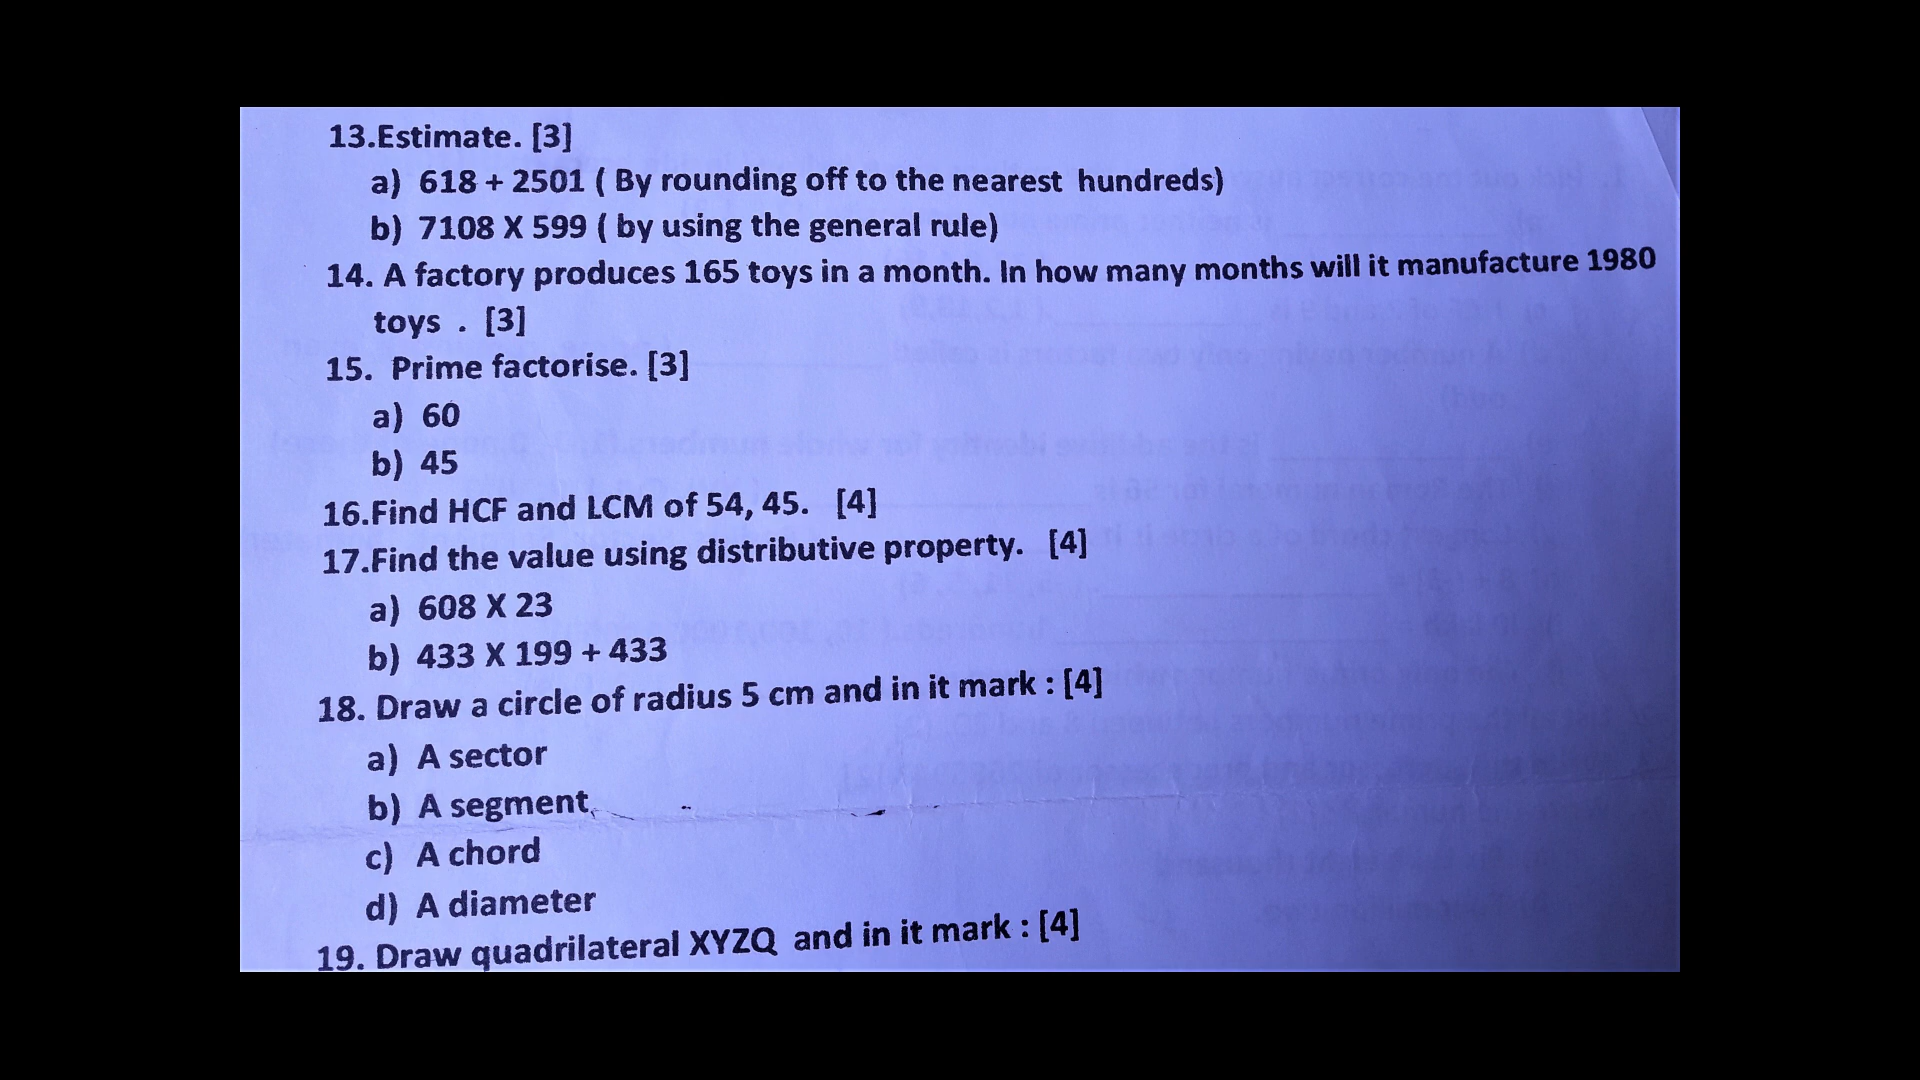 13.Estimate. [3]
a) 618 + 2501 ( By rounding off to the nearest hundreds)
b) 7108 X 599 ( by using the general rule)
14. A factory produces 165 toys in a month. In how many months will it manufacture 1980
toys . [3]
15. Prime factorise. [3]
a) 60
b) 45
16.Find HCF and LCM of 54, 45. [4]
17.Find the value using distributive property. [4]
a) 608 X 23
b) 433 X 199 + 433
18. Draw a circle of radius 5 cm and in it mark : [4]
a) A sector
b) A segment
c) A chord
d) A diameter
19. Draw quadrilateral XYZQ and in it mark : [4]